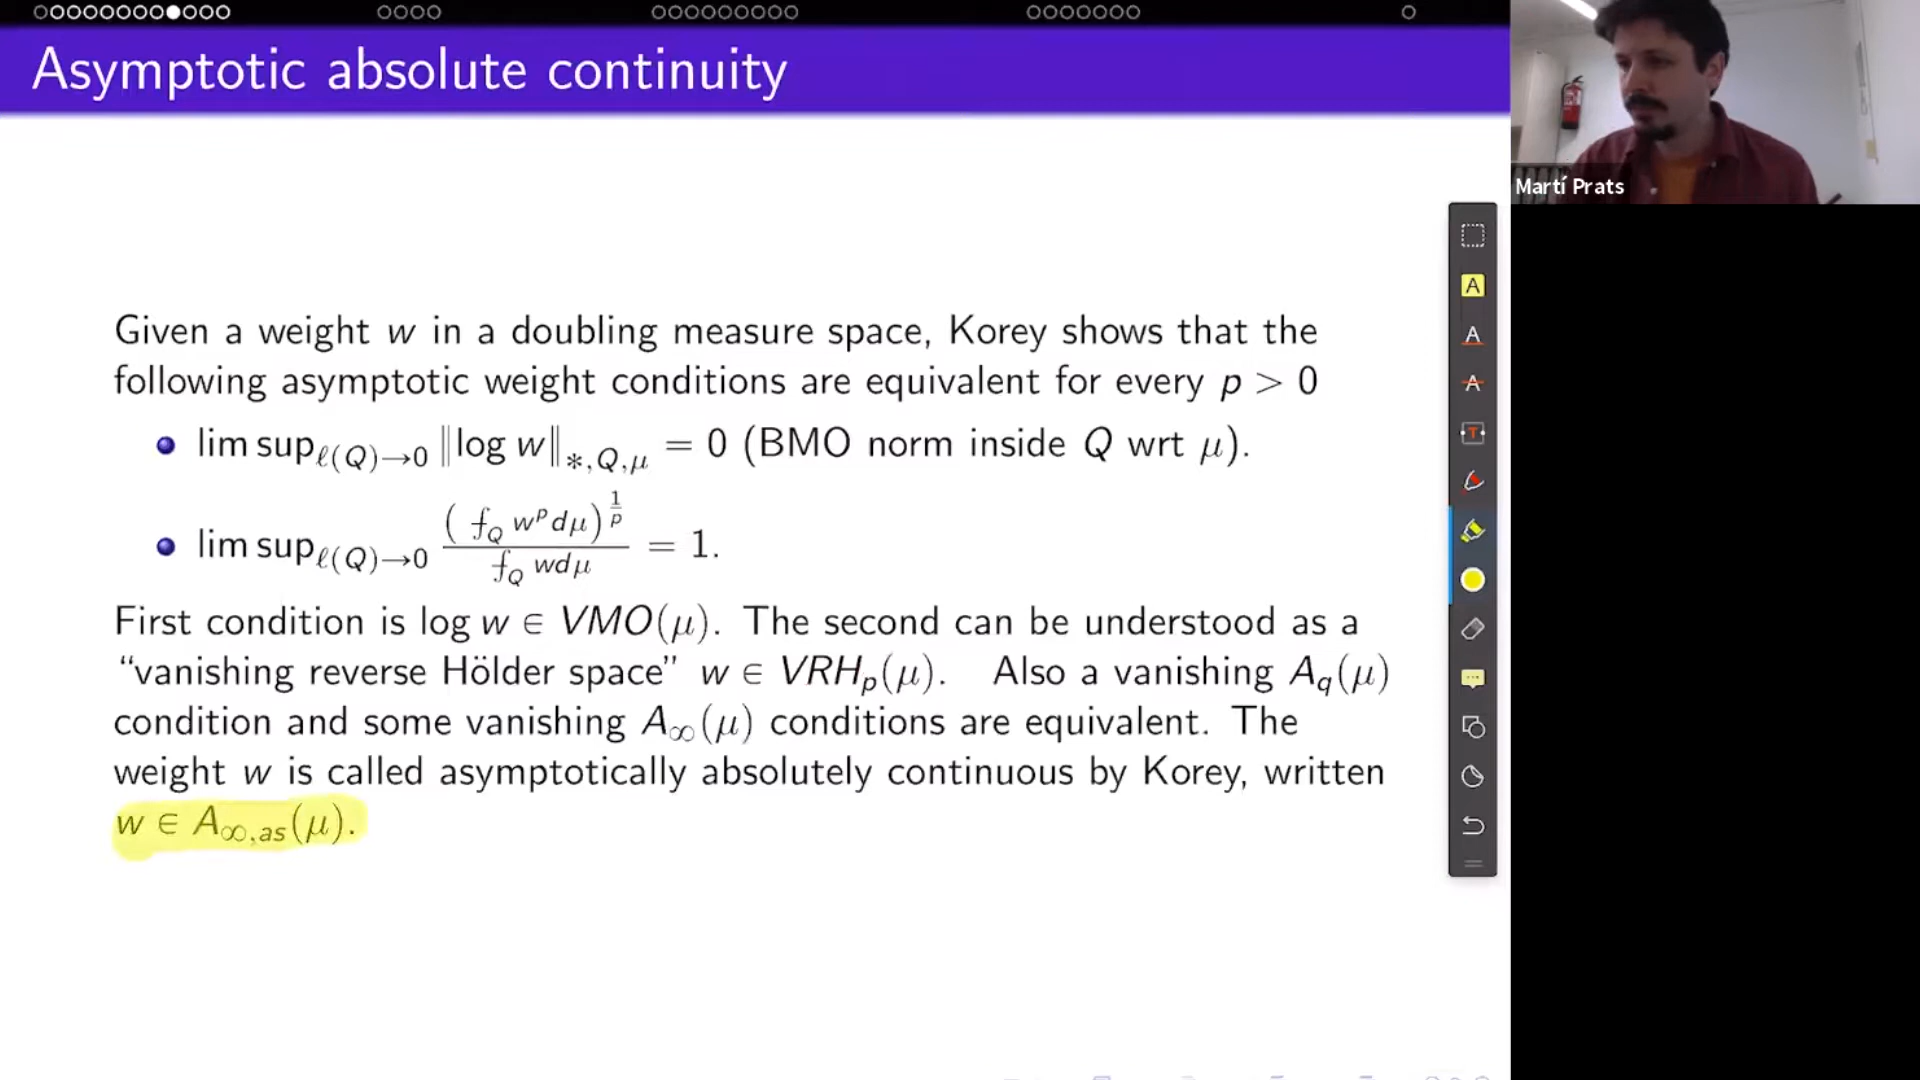 Asymptotic absolute continuity
Martí Prats
Given a weight w in a doubling measure space, Korey shows that the
following asymptotic weight conditions are equivalent for every p > 0
lim sup_{ℓ(Q)→0} ‖log w‖_{*,Q,μ} = 0 (BMO norm inside Q wrt μ).
lim sup_{ℓ(Q)→0} (⨍_Q w^p dμ)^{1/p} / ⨍_Q wdμ = 1.
First condition is log w ∈ VMO(μ). The second can be understood as a
“vanishing reverse Hölder space” w ∈ VRH_p(μ). Also a vanishing A_q(μ)
condition and some vanishing A_∞(μ) conditions are equivalent. The
weight w is called asymptotically absolutely continuous by Korey, written
w ∈ A_{∞,as}(μ).
A
A
A
T